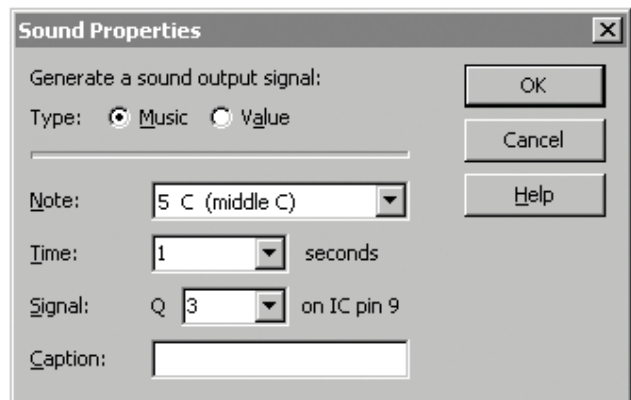 Sound Properties
Generate a sound output signal:
Type: Music Value
OK
Cancel
Help
Note: 5 C (middle C)
Time: 1 seconds
Signal: Q 3 on IC pin 9
Caption: